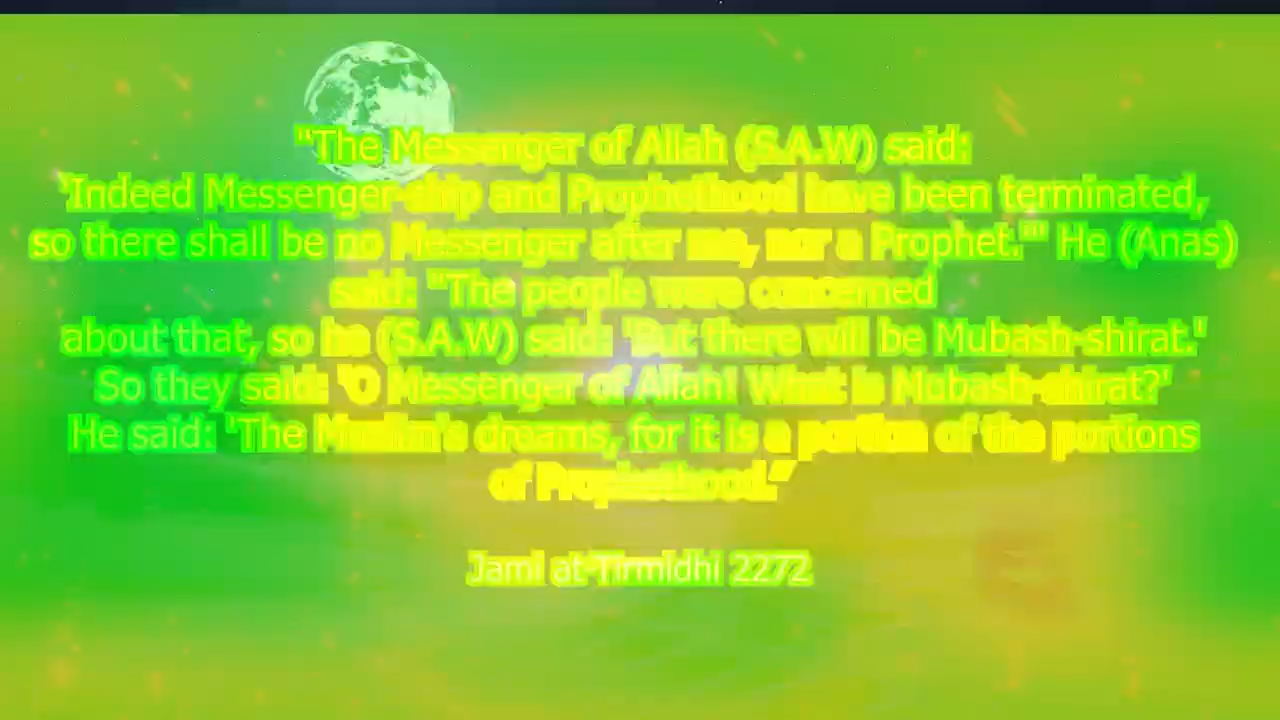 "The Messenger of Allah (S.A.W) said:
'Indeed Messenger-ship and Prophethood have been terminated,
so there shall be no Messenger after me, nor a Prophet.'" He (Anas)
said: "The people were concerned
about that, so he (S.A.W) said: 'But there will be Mubash-shirat.'
So they said: 'O Messenger of Allah! What is Mubash-shirat?'
He said: 'The Muslim's dreams, for it is a portion of the portions
of Prophethood.”
Jami at-Tirmidhi 2272